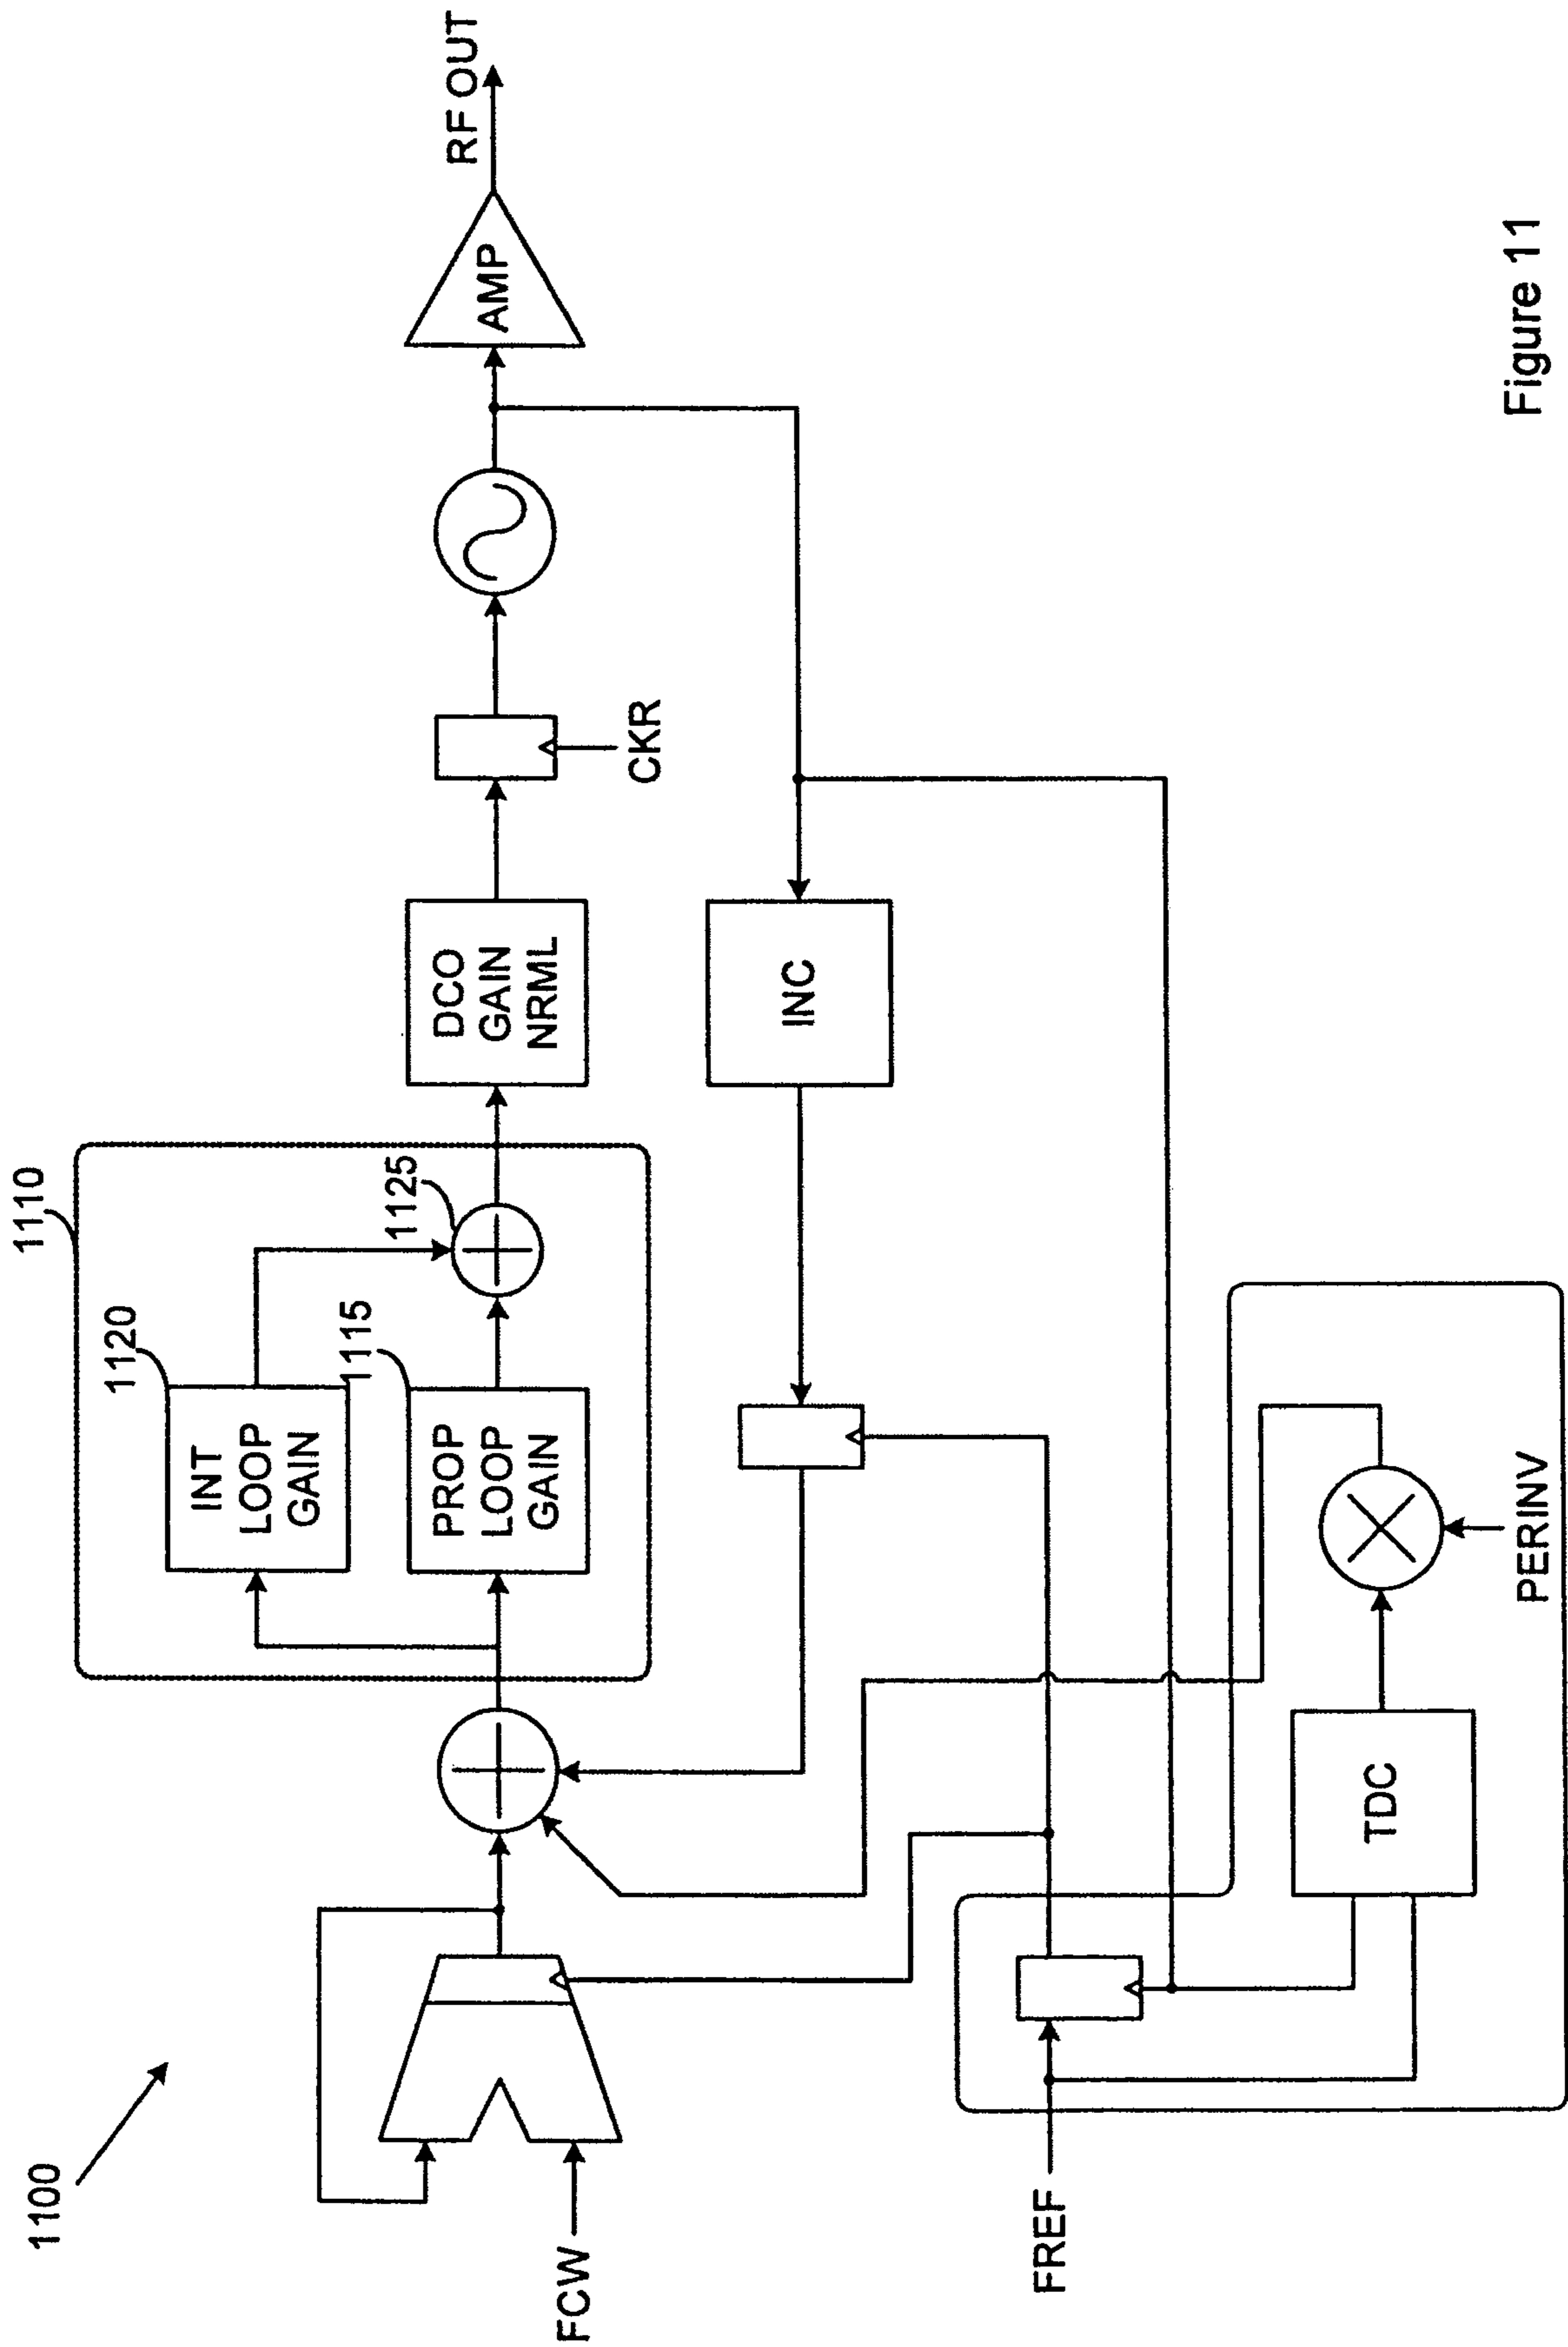 1100
1110
1120
INT
LOOP
GAIN
1115
PROP
LOOP
GAIN
1125
DCO
GAIN
NRML
CKR
AMP
RF OUT
FCW
INC
FREF
TDC
PERINV
Figure 11